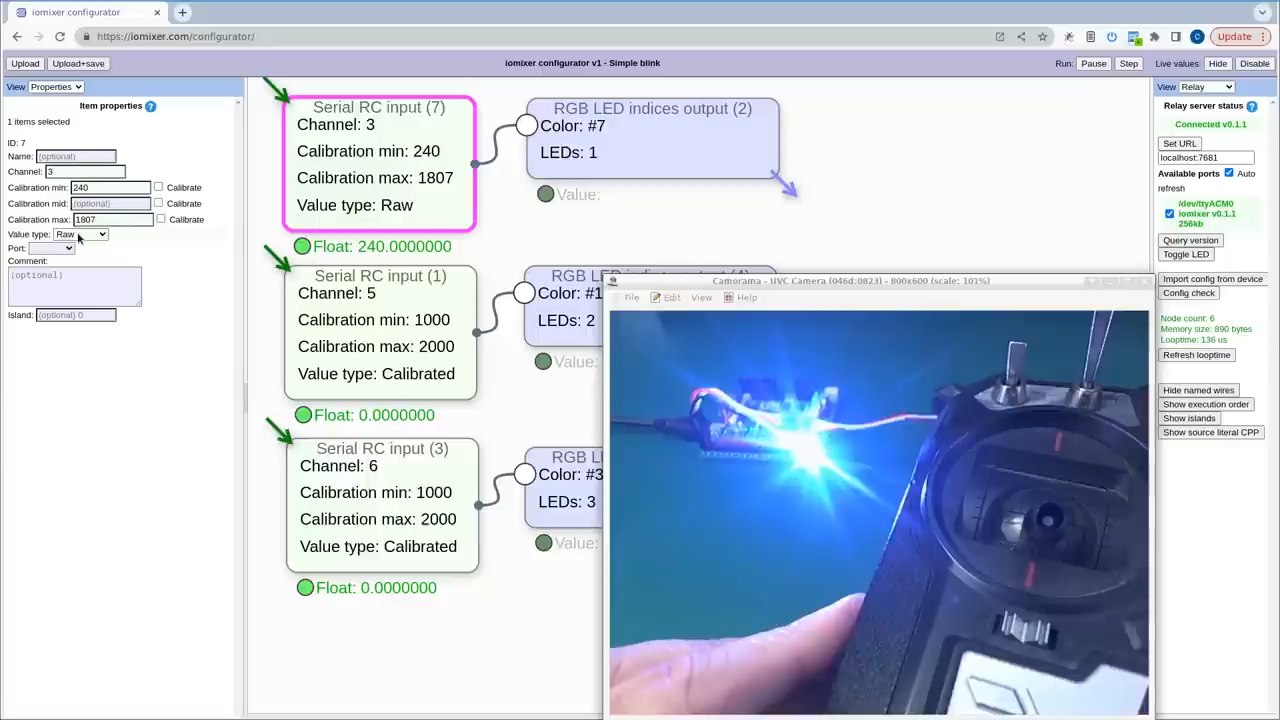 iomixer configurator
https://iomixer.com/configurator/
C
Update
Upload
Upload+save
iomixer configurator v1 - Simple blink
Run:
Pause
Step
Live values:
Hide
Disable
View
Properties
Item properties
?
1 items selected
ID: 7
Name:
(optional)
Channel:
3
Calibration min:
240
Calibrate
Calibration mid:
(optional)
Calibrate
Calibration max:
1807
Calibrate
Value type:
Raw
Port:
Comment:
(optional)
Island:
(optional) 0
Serial RC input (7)
Channel: 3
Calibration min: 240
Calibration max: 1807
Value type: Raw
Float: 240.0000000
RGB LED indices output (2)
Color: #7
LEDs: 1
Value:
Serial RC input (1)
Channel: 5
Calibration min: 1000
Calibration max: 2000
Value type: Calibrated
Float: 0.0000000
Color: #1
LEDs: 2
Value:
Serial RC input (3)
Channel: 6
Calibration min: 1000
Calibration max: 2000
Value type: Calibrated
Float: 0.0000000
RGB L
Color: #3
LEDs: 3
Value:
Camorama - UVC Camera (046d:0823) - 800x600 (scale: 101%)
File
Edit
View
Help
View
Relay
Relay server status
?
Connected v0.1.1
Set URL
localhost:7681
Available ports
Auto
refresh
/dev/ttyACM0
iomixer v0.1.1
256kb
Query version
Toggle LED
Import config from device
Config check
Node count: 6
Memory size: 890 bytes
Looptime: 136 us
Refresh looptime
Hide named wires
Show execution order
Show islands
Show source literal CPP